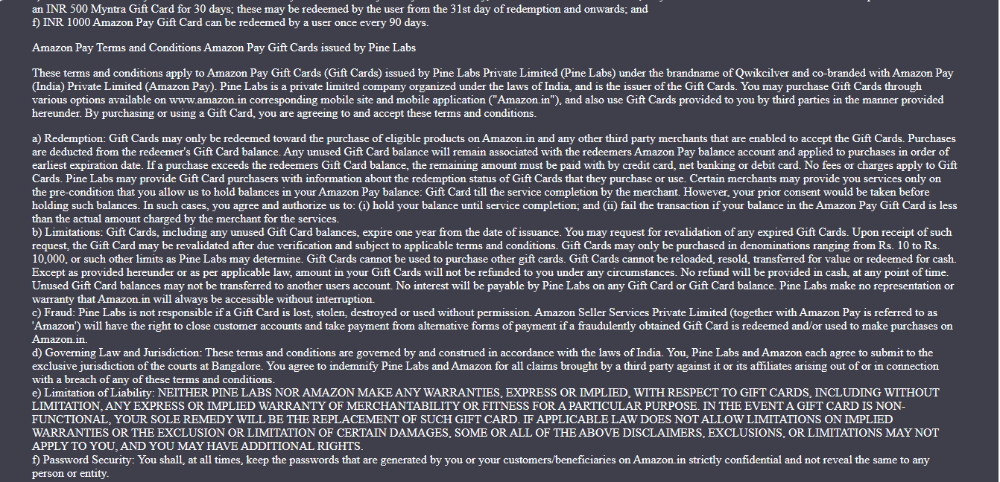 an INR 500 Myntra Gift Card for 30 days; these may be redeemed by the user from the 31st day of redemption and onwards; and
f) INR 1000 Amazon Pay Gift Card can be redeemed by a user once every 90 days.
Amazon Pay Terms and Conditions Amazon Pay Gift Cards issued by Pine Labs
These terms and conditions apply to Amazon Pay Gift Cards (Gift Cards) issued by Pine Labs Private Limited (Pine Labs) under the brandname of Qwikcilver and co-branded with Amazon Pay
(India) Private Limited (Amazon Pay). Pine Labs is a private limited company organized under the laws of India, and is the issuer of the Gift Cards. You may purchase Gift Cards through
various options available on www.amazon.in corresponding mobile site and mobile application ("Amazon.in"), and also use Gift Cards provided to you by third parties in the manner provided
hereunder. By purchasing or using a Gift Card, you are agreeing to and accept these terms and conditions.
a) Redemption: Gift Cards may only be redeemed toward the purchase of eligible products on Amazon.in and any other third party merchants that are enabled to accept the Gift Cards. Purchases
are deducted from the redeemer's Gift Card balance. Any unused Gift Card balance will remain associated with the redeemers Amazon Pay balance account and applied to purchases in order of
earliest expiration date. If a purchase exceeds the redeemers Gift Card balance, the remaining amount must be paid with by credit card, net banking or debit card. No fees or charges apply to Gift
Cards. Pine Labs may provide Gift Card purchasers with information about the redemption status of Gift Cards that they purchase or use. Certain merchants may provide you services only on
the pre-condition that you allow us to hold balances in your Amazon Pay balance: Gift Card till the service completion by the merchant. However, your prior consent would be taken before
holding such balances. In such cases, you agree and authorize us to: (i) hold your balance until service completion; and (ii) fail the transaction if your balance in the Amazon Pay Gift Card is less
than the actual amount charged by the merchant for the services.
b) Limitations: Gift Cards, including any unused Gift Card balances, expire one year from the date of issuance. You may request for revalidation of any expired Gift Cards. Upon receipt of such
request, the Gift Card may be revalidated after due verification and subject to applicable terms and conditions. Gift Cards may only be purchased in denominations ranging from Rs. 10 to Rs.
10,000, or such other limits as Pine Labs may determine. Gift Cards cannot be used to purchase other gift cards. Gift Cards cannot be reloaded, resold, transferred for value or redeemed for cash.
Except as provided hereunder or as per applicable law, amount in your Gift Cards will not be refunded to you under any circumstances. No refund will be provided in cash, at any point of time.
Unused Gift Card balances may not be transferred to another users account. No interest will be payable by Pine Labs on any Gift Card or Gift Card balance. Pine Labs make no representation or
warranty that Amazon.in will always be accessible without interruption.
c) Fraud: Pine Labs is not responsible if a Gift Card is lost, stolen, destroyed or used without permission. Amazon Seller Services Private Limited (together with Amazon Pay is referred to as
'Amazon') will have the right to close customer accounts and take payment from alternative forms of payment if a fraudulently obtained Gift Card is redeemed and/or used to make purchases on
Amazon.in.
d) Governing Law and Jurisdiction: These terms and conditions are governed by and construed in accordance with the laws of India. You, Pine Labs and Amazon each agree to submit to the
exclusive jurisdiction of the courts at Bangalore. You agree to indemnify Pine Labs and Amazon for all claims brought by a third party against it or its affiliates arising out of or in connection
with a breach of any of these terms and conditions.
e) Limitation of Liability: NEITHER PINE LABS NOR AMAZON MAKE ANY WARRANTIES, EXPRESS OR IMPLIED, WITH RESPECT TO GIFT CARDS, INCLUDING WITHOUT
LIMITATION, ANY EXPRESS OR IMPLIED WARRANTY OF MERCHANTABILITY OR FITNESS FOR A PARTICULAR PURPOSE. IN THE EVENT A GIFT CARD IS NON-
FUNCTIONAL, YOUR SOLE REMEDY WILL BE THE REPLACEMENT OF SUCH GIFT CARD. IF APPLICABLE LAW DOES NOT ALLOW LIMITATIONS ON IMPLIED
WARRANTIES OR THE EXCLUSION OR LIMITATION OF CERTAIN DAMAGES, SOME OR ALL OF THE ABOVE DISCLAIMERS, EXCLUSIONS, OR LIMITATIONS MAY NOT
APPLY TO YOU, AND YOU MAY HAVE ADDITIONAL RIGHTS.
f) Password Security: You shall, at all times, keep the passwords that are generated by you or your customers/beneficiaries on Amazon.in strictly confidential and not reveal the same to any
person or entity.